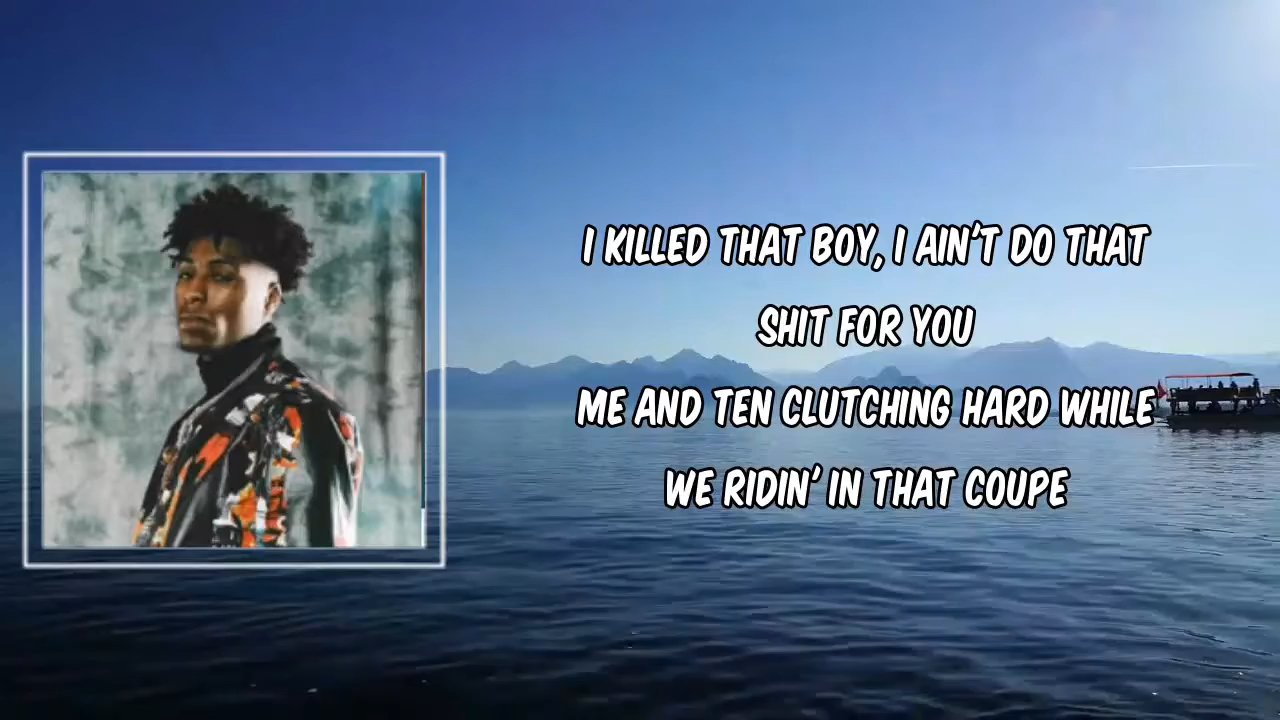 I KILLED THAT BOY, I AIN'T DO THAT
SHIT FOR YOU
ME AND TEN CLUTCHING HARD WHILE
WE RIDIN' IN THAT COUPE